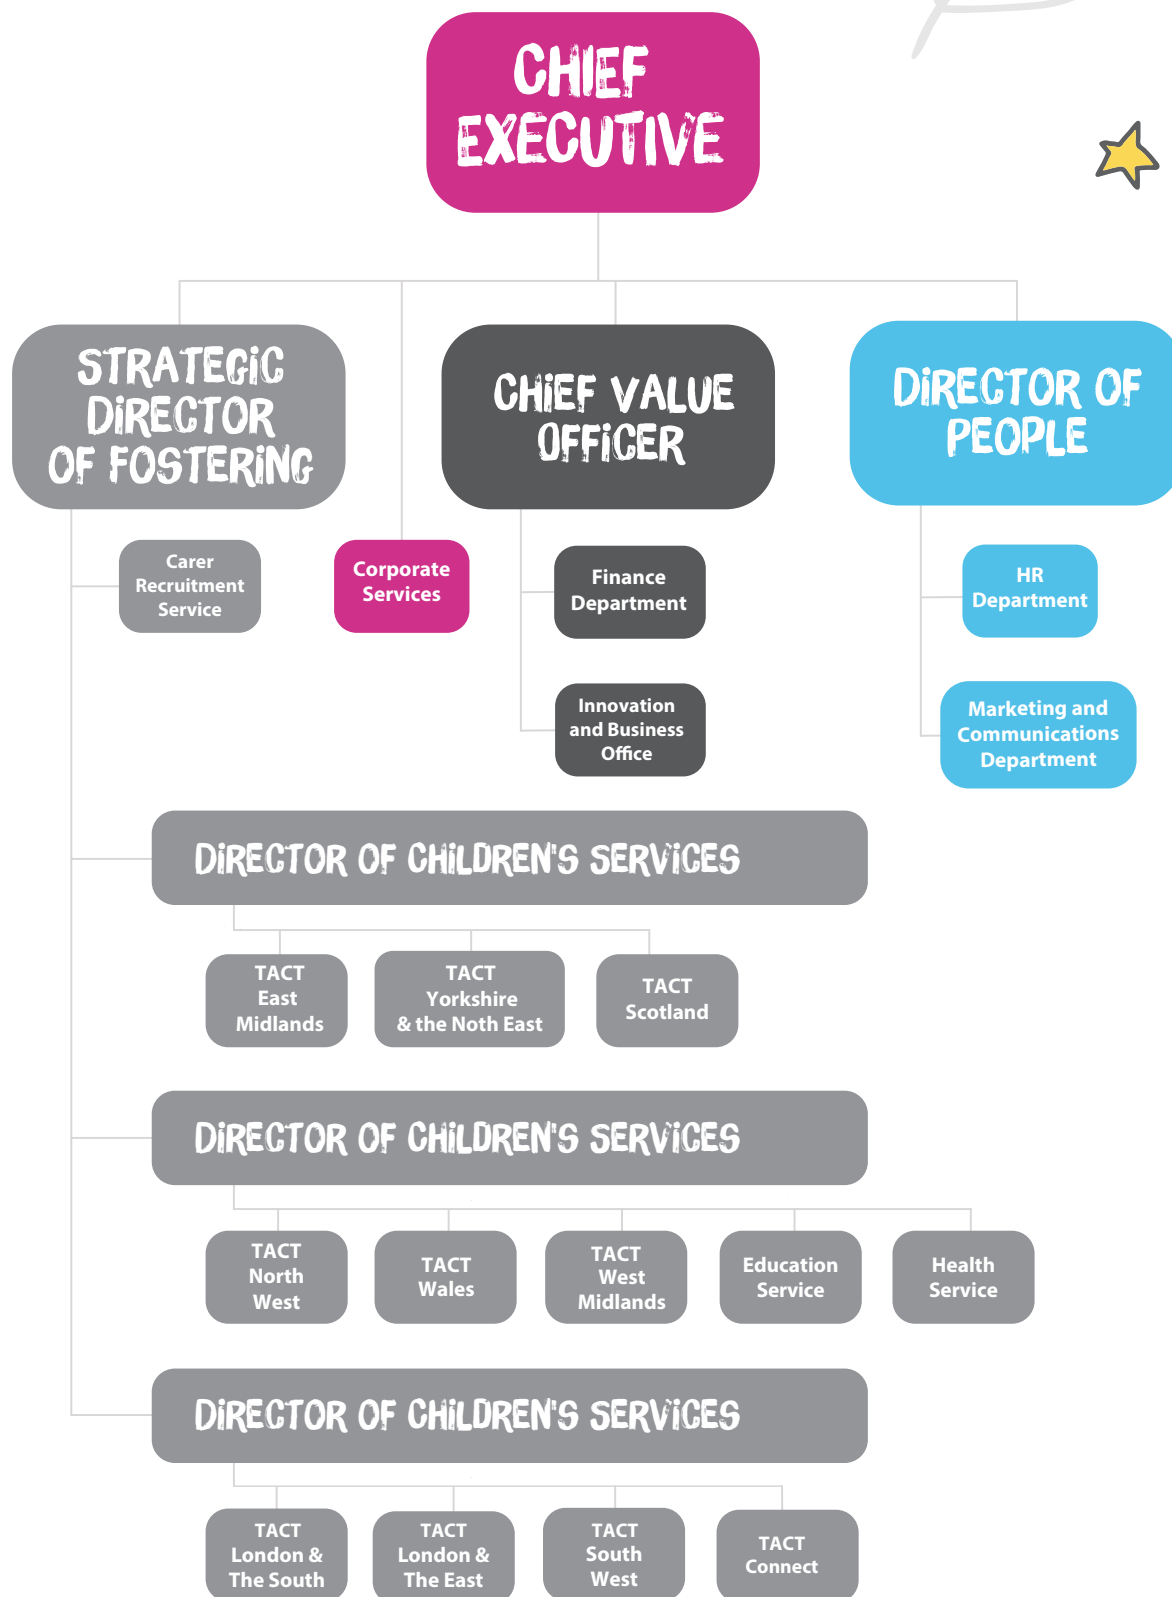 CHIEF
EXECUTIVE
STRATEGIC
DIRECTOR
OF FOSTERING
CHIEF VALUE
OFFICER
DIRECTOR OF
PEOPLE
Carer
Recruitment
Service
Corporate
Services
Finance
Department
HR
Department
Innovation
and Business
Office
Marketing and
Communications
Department
DIRECTOR OF CHILDREN'S SERVICES
TACT
East
Midlands
TACT
Yorkshire
& the Noth East
TACT
Scotland
DIRECTOR OF CHILDREN'S SERVICES
TACT
North
West
TACT
Wales
TACT
West
Midlands
Education
Service
Health
Service
DIRECTOR OF CHILDREN'S SERVICES
TACT
London &
The South
TACT
London &
The East
TACT
South
West
TACT
Connect